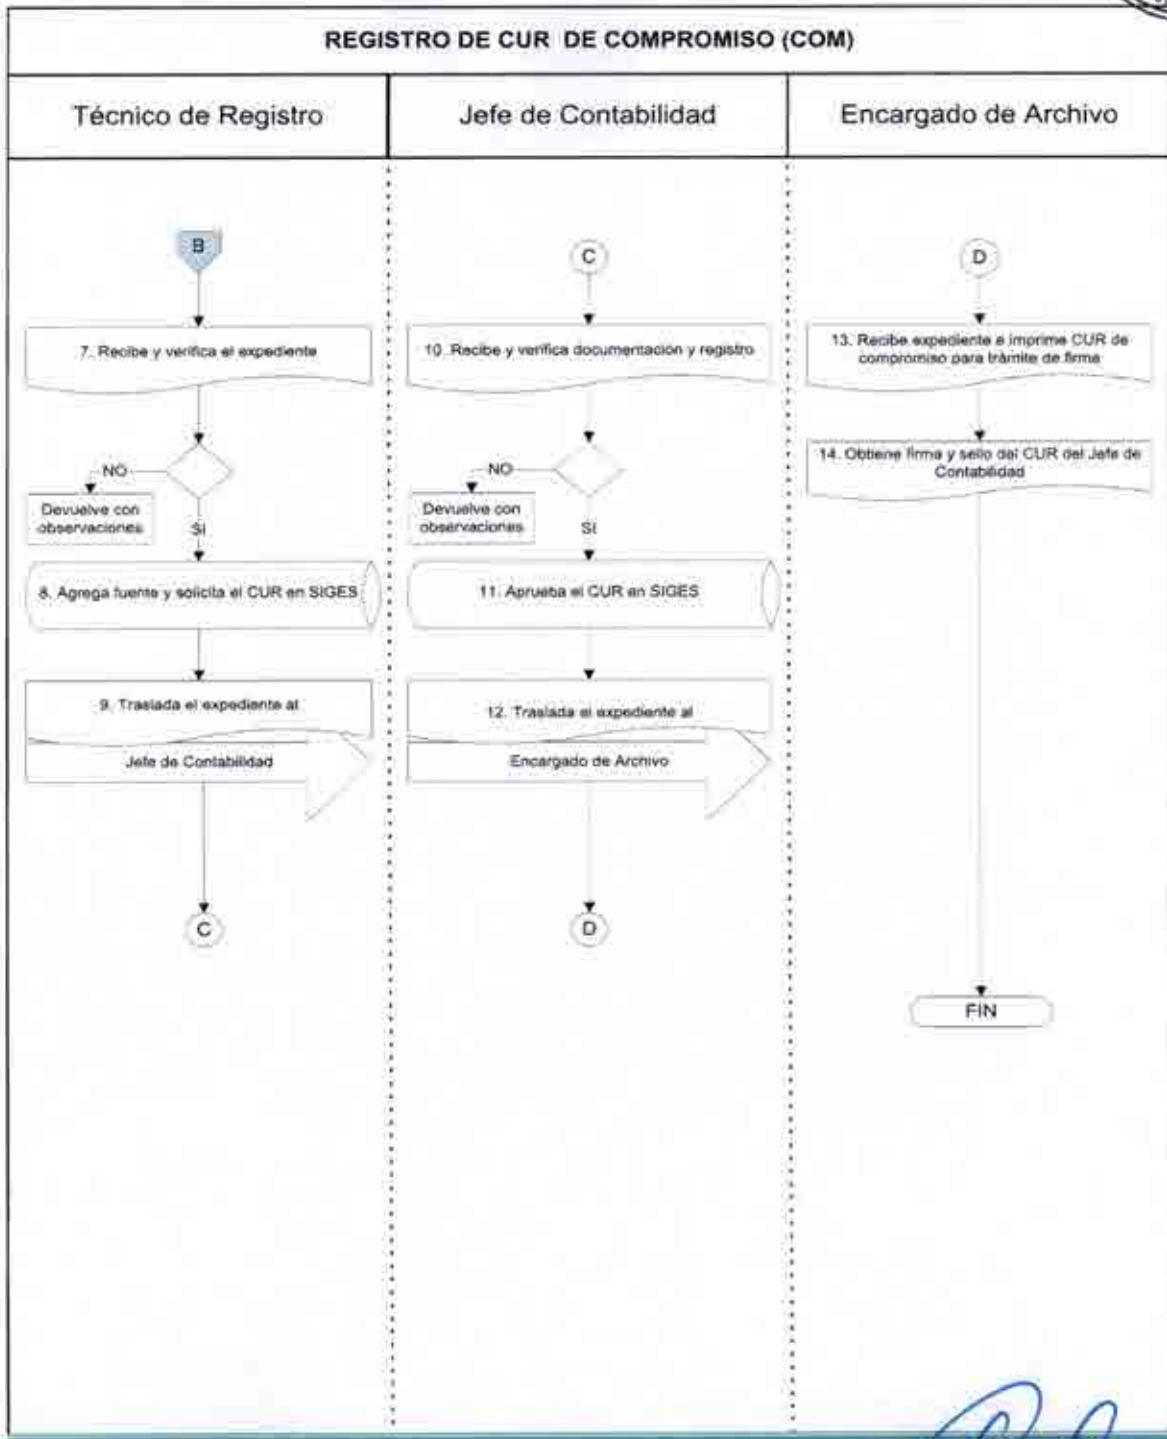 REGISTRO DE CUR DE COMPROMISO (COM)
Técnico de Registro
Jefe de Contabilidad
Encargado de Archivo
B
7. Recibe y verifica el expediente
NO
Devuelve con
observaciones
SI
8. Agrega fuente y solicita el CUR en SIGES
9. Traslada el expediente al
Jefe de Contabilidad
C
C
10. Recibe y verifica documentación y registro
NO
Devuelve con
observaciones
SI
11. Aprueba el CUR en SIGES
12. Traslada el expediente al
Encargado de Archivo
D
D
13. Recibe expediente e imprime CUR de
compromiso para trámite de firma
14. Obtiene firma y sello del CUR del Jefe de
Contabilidad
FIN